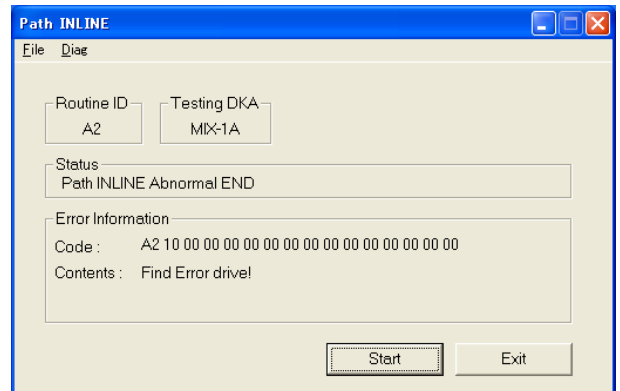 Path INLINE
File Diag
Routine ID Testing DKA
A2 MIX-1A
Status
Path INLINE Abnormal END
Error Information
Code : A2 10 00 00 00 00 00 00 00 00 00 00 00 00 00 00
Contents : Find Error drive!
Start Exit